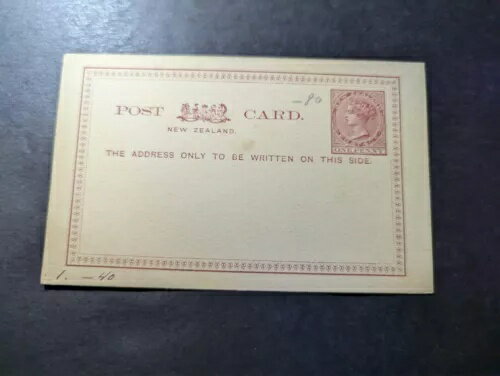 -80
POST CARD.
NEW ZEALAND.
ONE PENNY
THE ADDRESS ONLY TO BE WRITTEN ON THIS SIDE.
1. -40